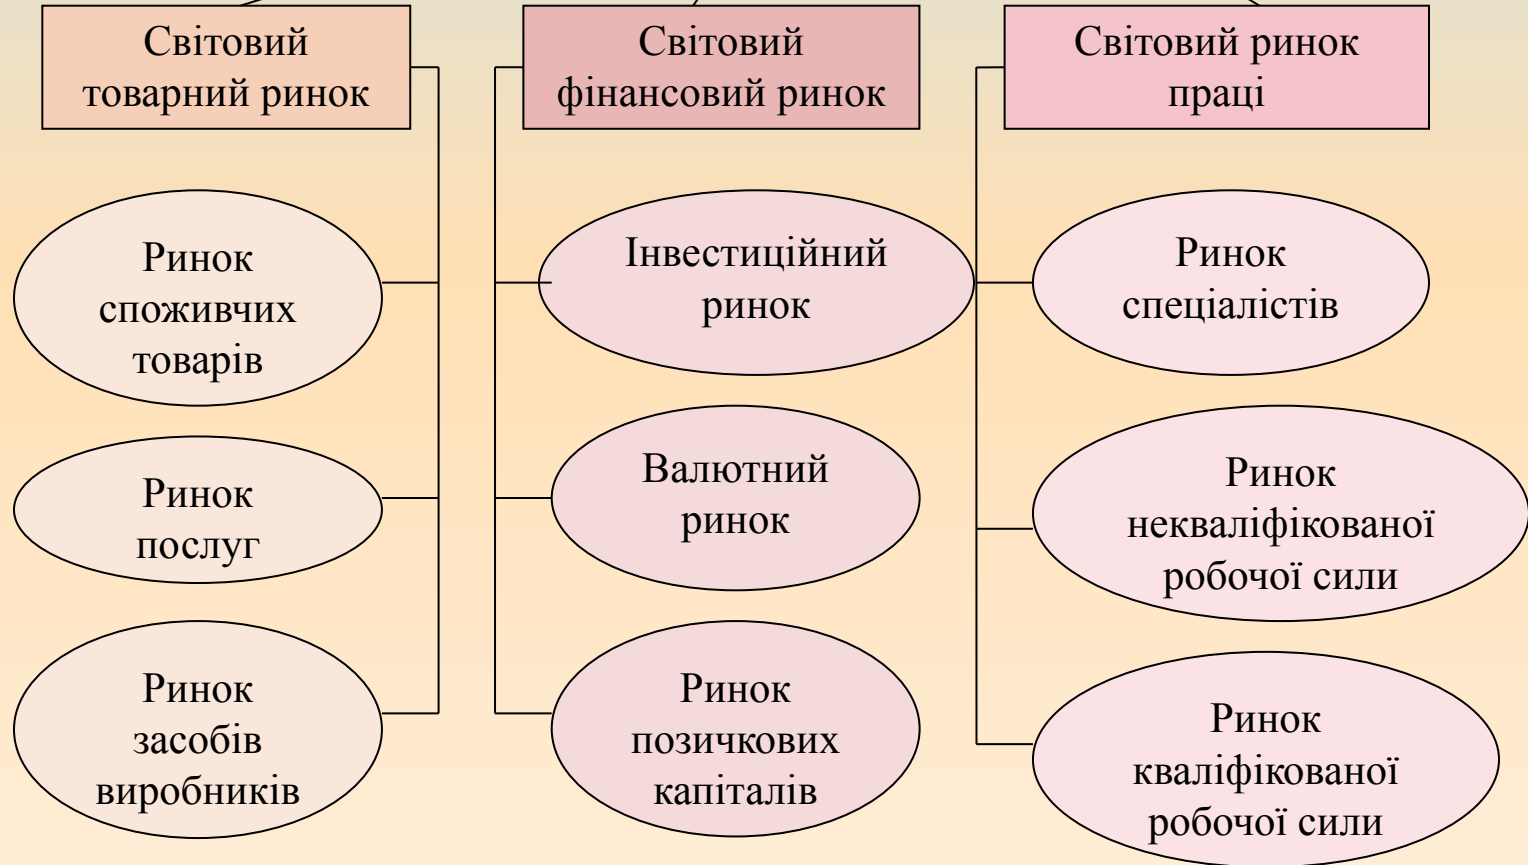 Світовий
товарний ринок
Ринок
споживчих
товарів
Ринок
послуг
Ринок
засобів
виробників
Світовий
фінансовий ринок
Інвестиційний
ринок
Валютний
ринок
Ринок
позичкових
капіталів
Світовий ринок
праці
Ринок
спеціалістів
Ринок
некваліфікованої
робочої сили
Ринок
кваліфікованої
робочої сили